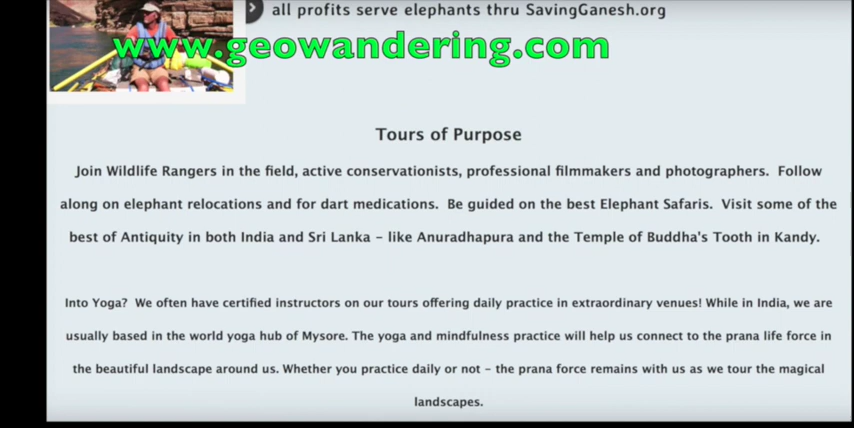 all profits serve elephants thru SavingGanesh.org
www.geowandering.com
Tours of Purpose
Join Wildlife Rangers in the field, active conservationists, professional filmmakers and photographers. Follow
along on elephant relocations and for dart medications. Be guided on the best Elephant Safaris. Visit some of the
best of Antiquity in both India and Sri Lanka – like Anuradhapura and the Temple of Buddha's Tooth in Kandy.
Into Yoga? We often have certified instructors on our tours offering daily practice in extraordinary venues! While in India, we are
usually based in the world yoga hub of Mysore. The yoga and mindfulness practice will help us connect to the prana life force in
the beautiful landscape around us. Whether you practice daily or not – the prana force remains with us as we tour the magical
landscapes.